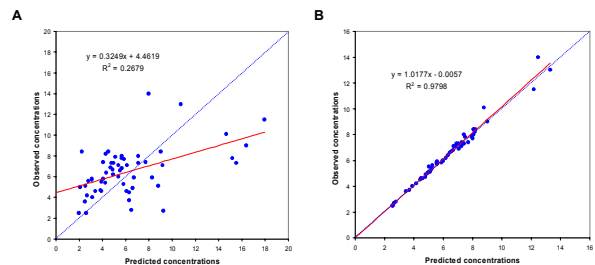 A
B
y = 0.3249x + 4.4619
R² = 0.2679
y = 1.0177x - 0.0057
R² = 0.9798
Observed concentrations
20
18
16
14
12
10
8
6
4
2
0
0 2 4 6 8 10 12 14 16 18 20
Predicted concentrations
Observed concentrations
16
14
12
10
8
6
4
2
0
0 2 4 6 8 10 12 14 16
Predicted concentrations